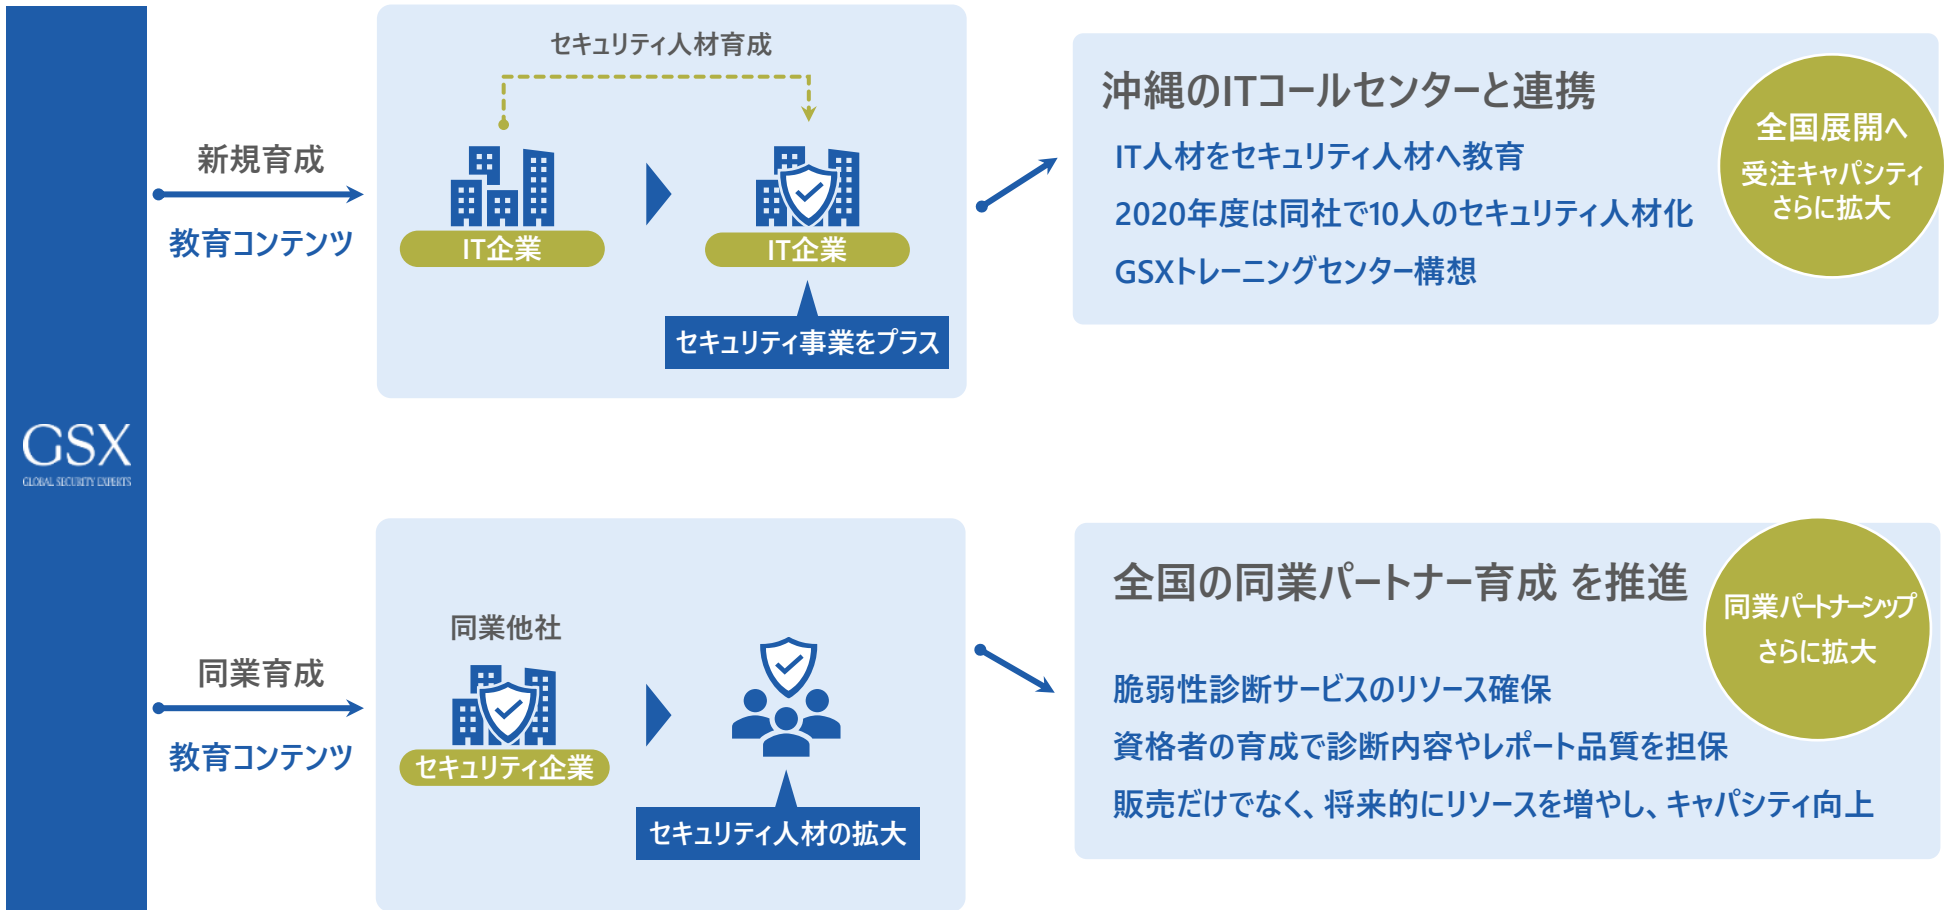 GSX
GLOBAL SECURITY EXPERTS
新規育成
教育コンテンツ
セキュリティ人材育成
IT企業
IT企業
セキュリティ事業をプラス
沖縄のITコールセンターと連携
IT人材をセキュリティ人材へ教育
2020年度は同社で10人のセキュリティ人材化
GSXトレーニングセンター構想
全国展開へ
受注キャパシティ
さらに拡大
同業育成
教育コンテンツ
同業他社
セキュリティ企業
セキュリティ人材の拡大
全国の同業パートナー育成 を推進
脆弱性診断サービスのリソース確保
資格者の育成で診断内容やレポート品質を担保
販売だけでなく、将来的にリソースを増やし、キャパシティ向上
同業パートナーシップ
さらに拡大